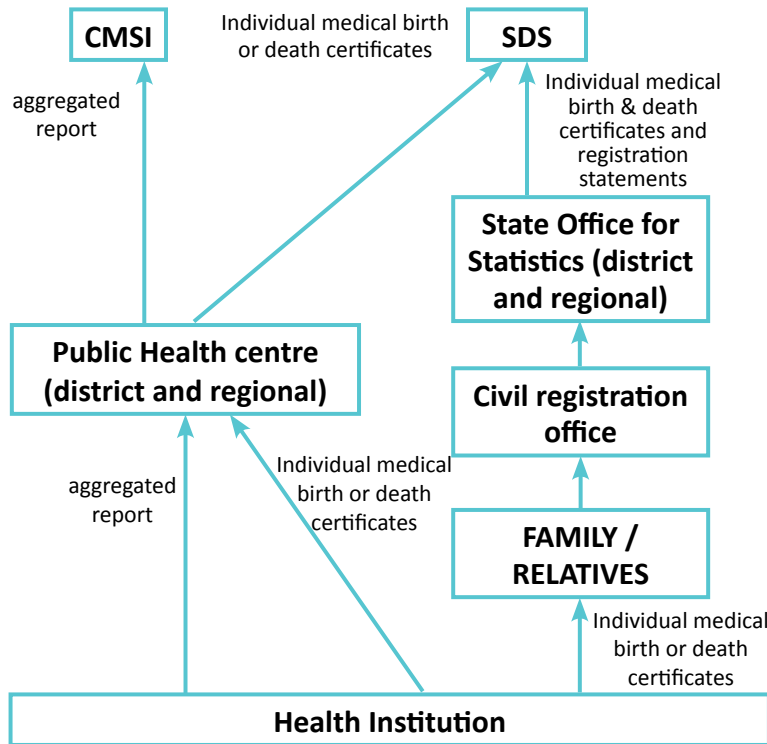 CMSI
Individual medical birth
or death certificates
SDS
aggregated
report
Individual medical
birth & death
certificates and
registration
statements
State Office for
Statistics (district
and regional)
Public Health centre
(district and regional)
Civil registration
office
aggregated
report
Individual medical
birth or death
certificates
FAMILY /
RELATIVES
Individual medical
birth or death
certificates
Health Institution